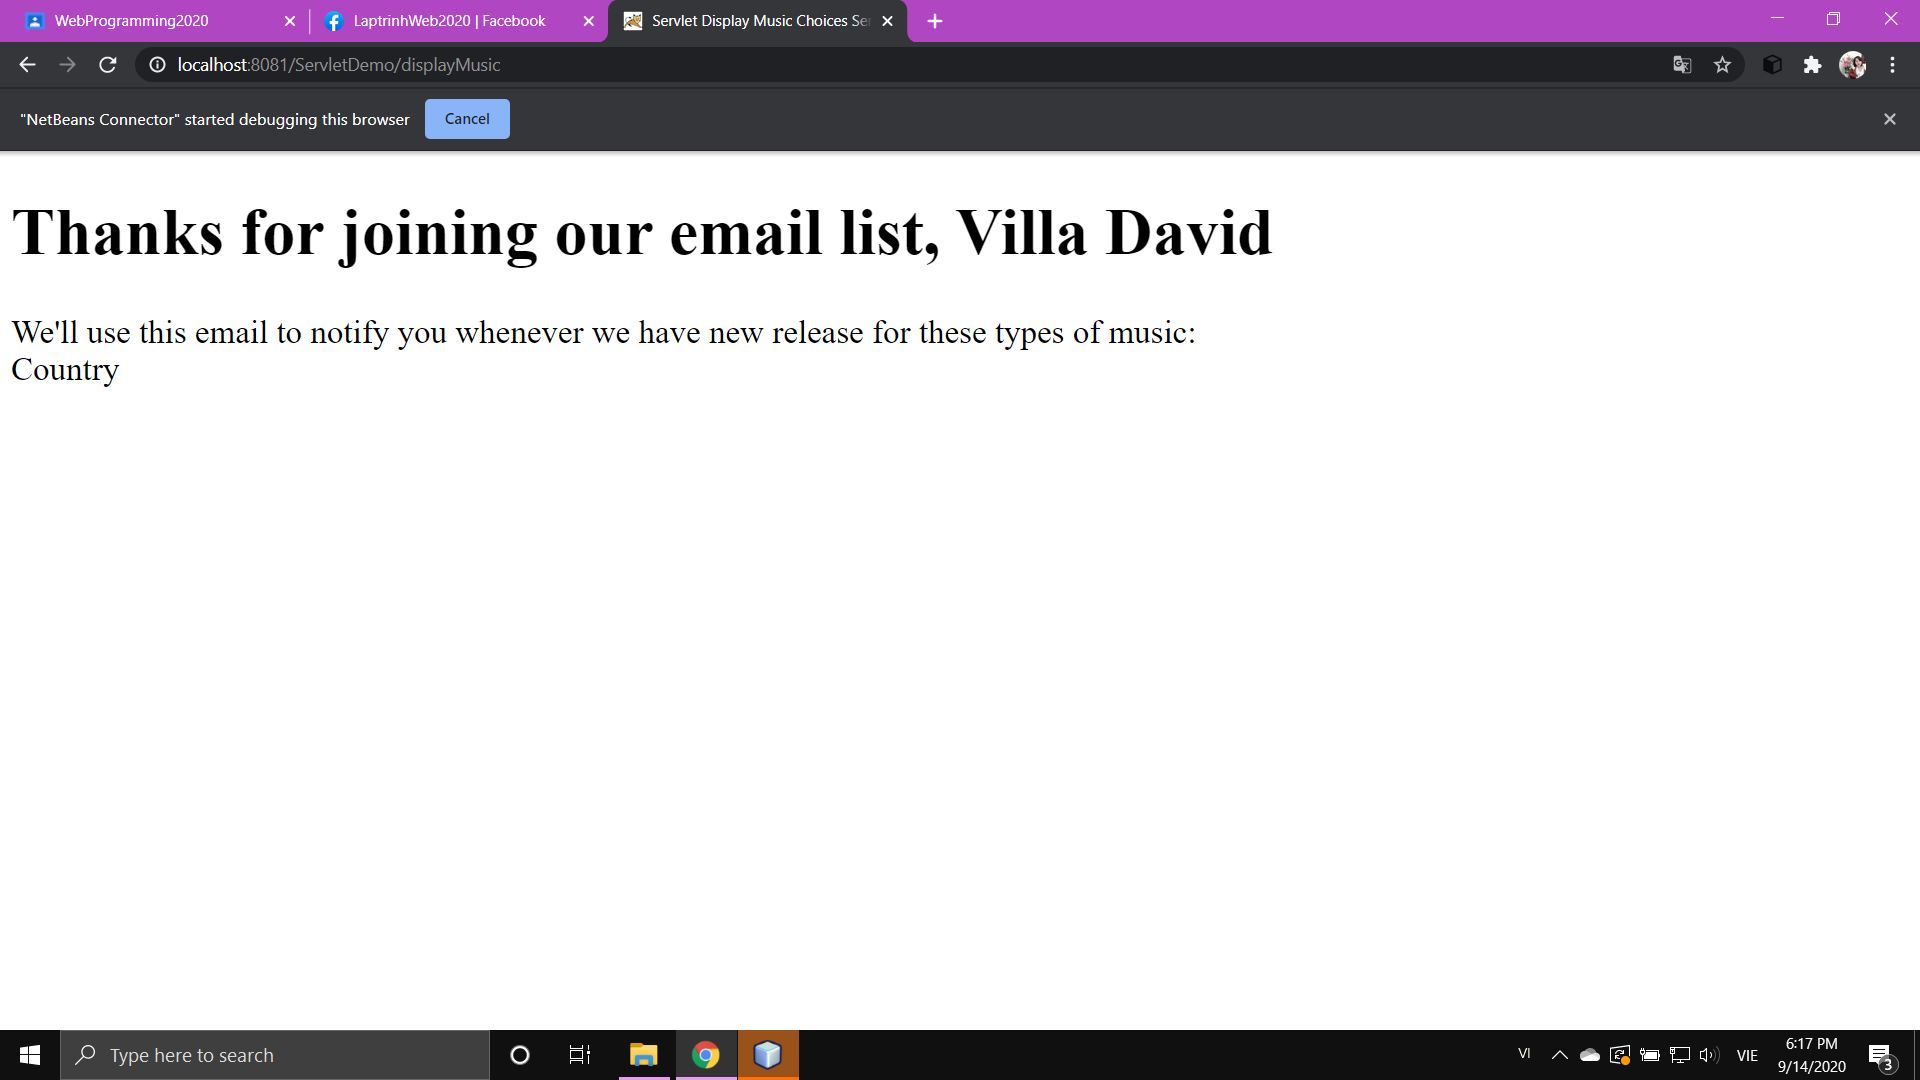 WebProgramming2020
LaptrinhWeb2020 | Facebook
Servlet Display Music Choices Ser
localhost:8081/ServletDemo/displayMusic
"NetBeans Connector" started debugging this browser
Cancel
Thanks for joining our email list, Villa David
We'll use this email to notify you whenever we have new release for these types of music:
Country
Type here to search
VI
VIE
6:17 PM
9/14/2020
3